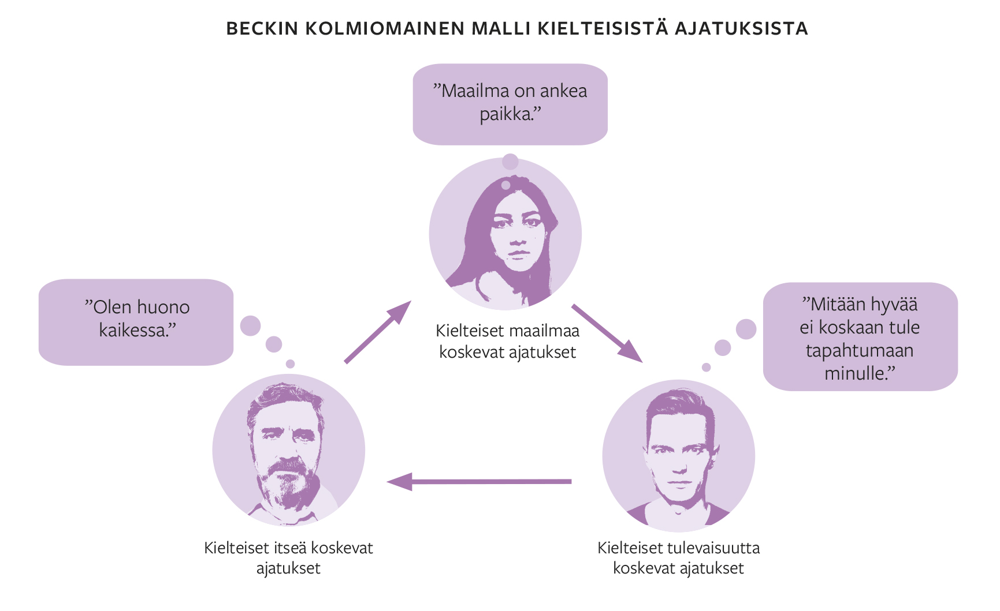 BECKIN KOLMIOMAINEN MALLI KIELTEISISTÄ AJATUKSISTA
”Maailma on ankea
paikka.”
Kielteiset maailmaa
koskevat ajatukset
”Olen huono
kaikessa.”
Kielteiset itseä koskevat
ajatukset
”Mitään hyvää
ei koskaan tule
tapahtumaan
minulle.”
Kielteiset tulevaisuutta
koskevat ajatukset